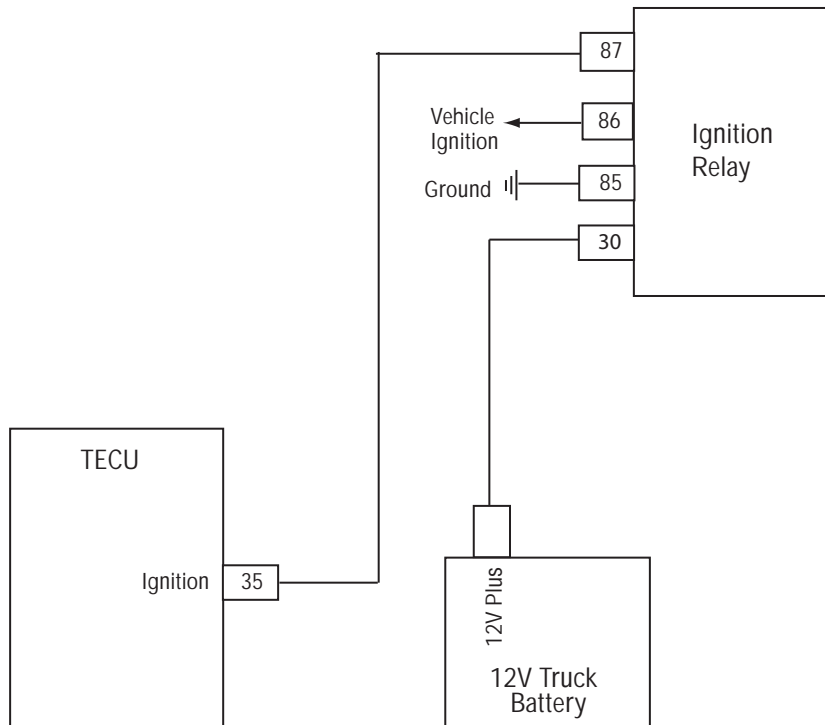 87
Vehicle
Ignition
86
Ignition
Relay
Ground
85
30
TECU
Ignition
35
12V Plus
12V Truck
Battery